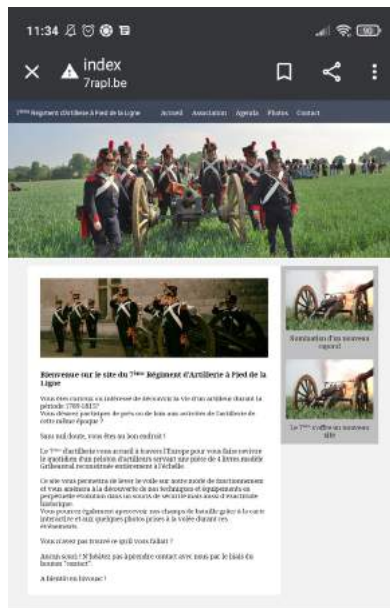 11:34
90
index
7rapl.be
7ème Régiment d'Artillerie à Pied de la Ligne Accueil Association Agenda Photos Contact
Bienvenue sur le site du 7ème Régiment d'Artillerie à Pied de la
Ligne
Vous êtes curieux ou intéressé de découvrir la vie d'un artilleur durant la
période 1789-1815?
Vous désirez participer de près ou de loin aux activités de l'artillerie de
cette même époque ?
Sans nul doute, vous êtes au bon endroit !
Le 7ème d'artillerie vous accueil à travers l'Europe pour vous faire revivre
le quotidien d'un peloton d'artilleurs servant une pièce de 4 livres modèle
Gribeauval reconstituée entièrement à l'échelle.
Ce site vous permettra de lever le voile sur notre mode de fonctionnement
et vous amènera à la découverte de nos techniques et équipements en
perpétuelle évolution dans un soucis de sécurité mais aussi d'exactitude
historique.
Vous pourrez également apercevoir nos champs de bataille grâce à la carte
interactive et aux quelques photos prises à la volée durant ces
événements.
Vous n'avez pas trouvé ce qu'il vous fallait ?
Aucun souci ! N'hésitez pas à prendre contact avec nous par le biais du
bouton "contact".
A bientôt en bivouac !
Nomination d'un nouveau
caporal
Le 7ème s'offre un nouveau
site